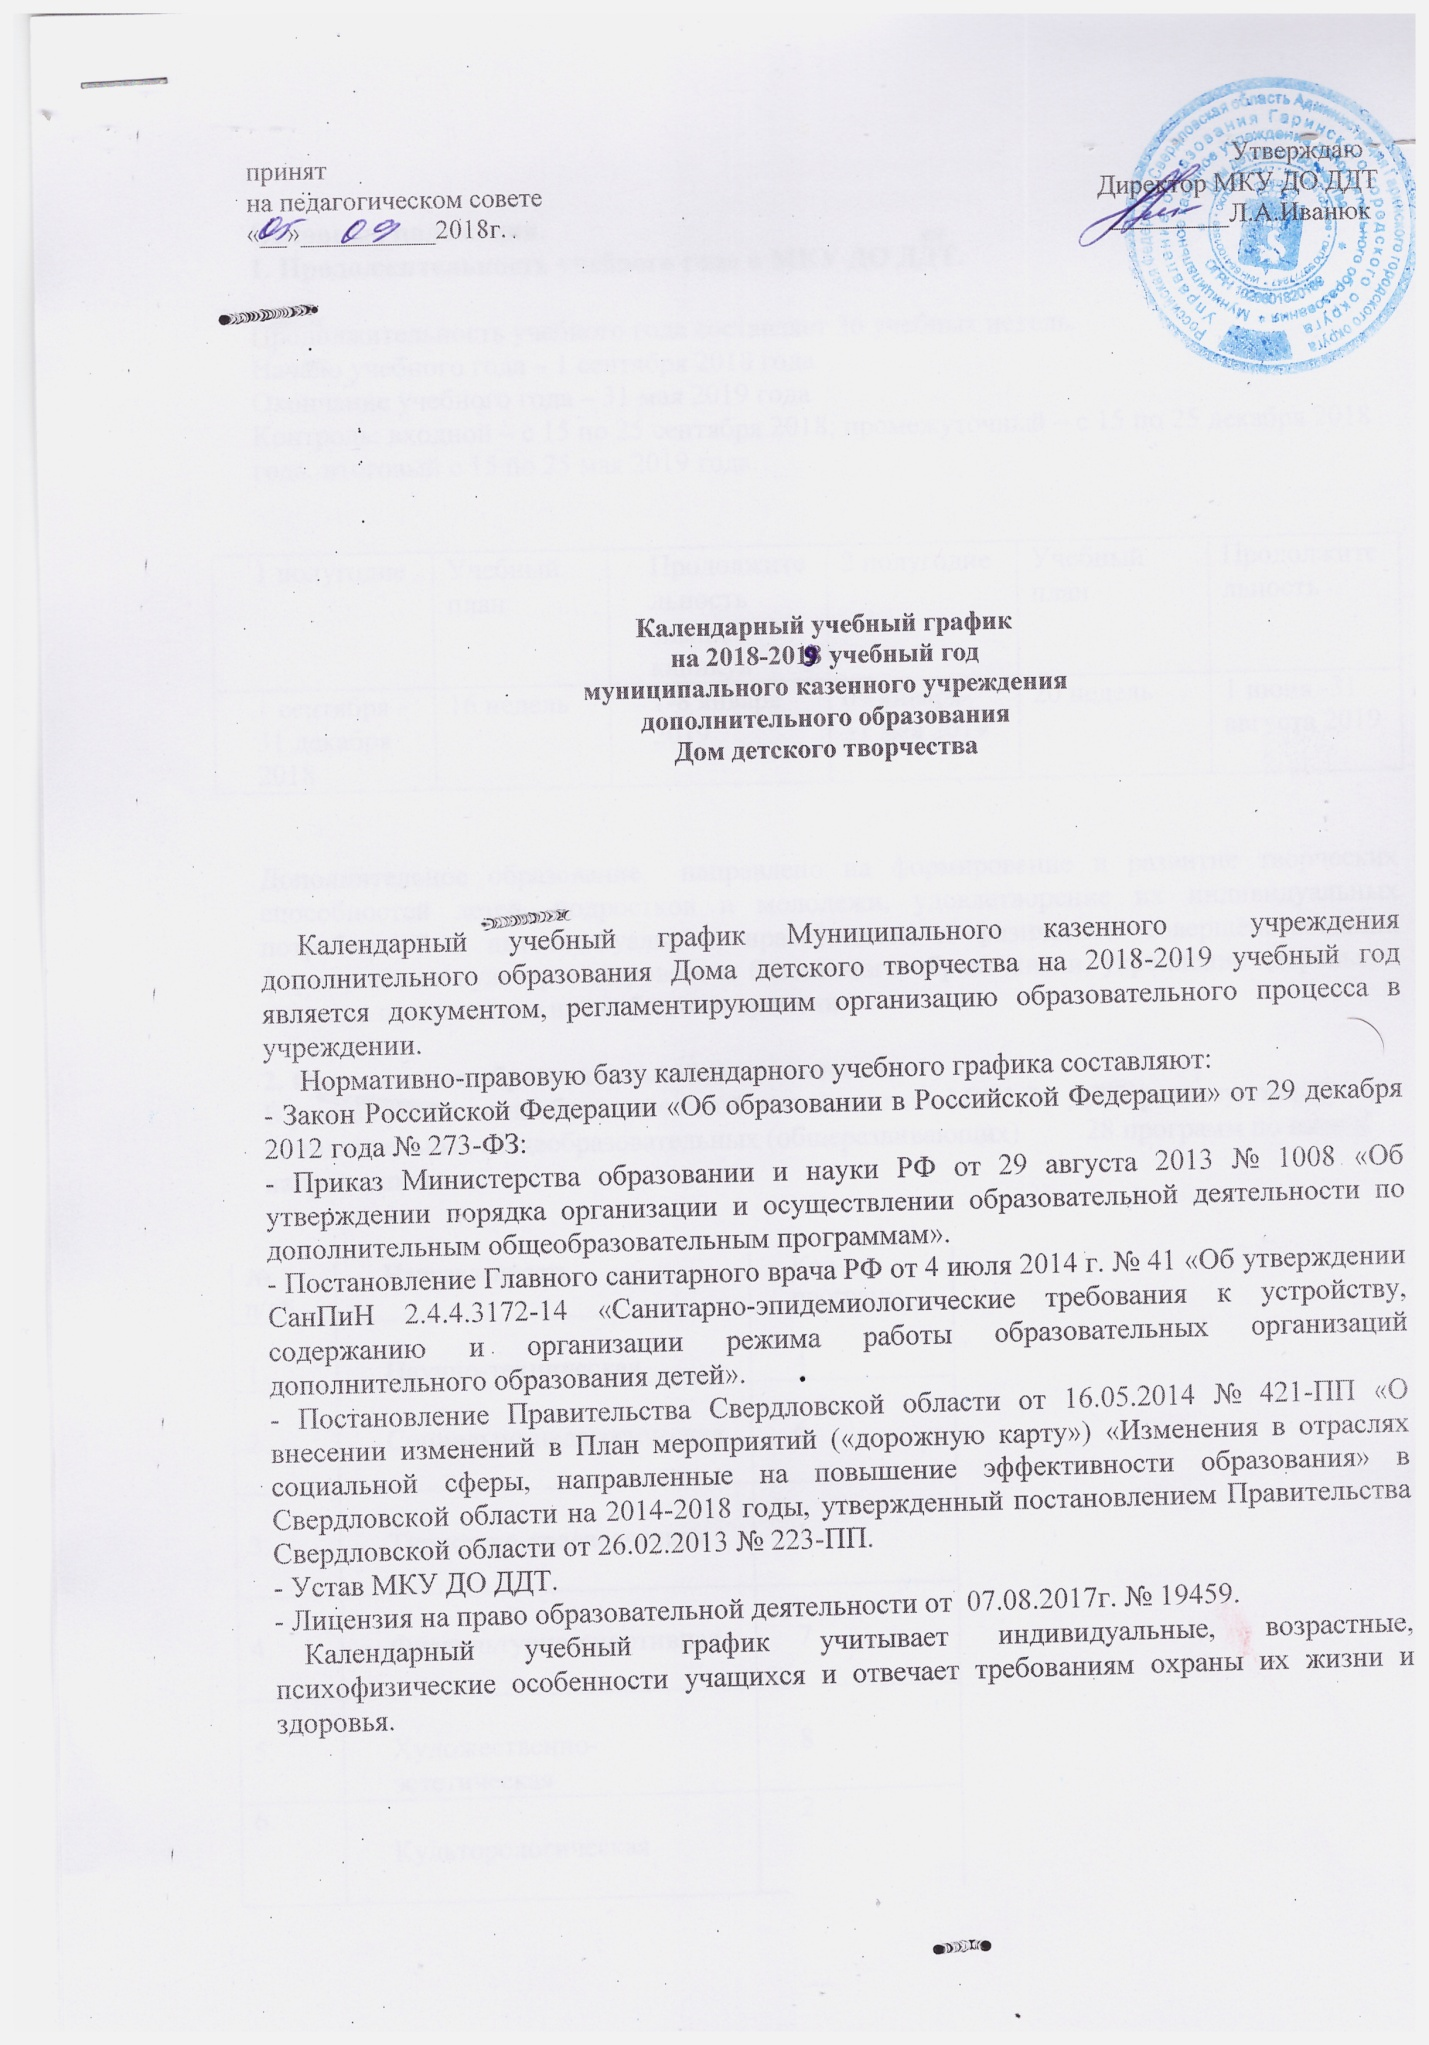 принят
на педагогическом совете
«05» 09 2018г.
Утверждаю
Директор МКУ ДО ДДТ
Л.А.Иванюк
Календарный учебный график
на 2018-2019 учебный год
муниципального казенного учреждения
дополнительного образования
Дом детского творчества
Календарный учебный график Муниципального казенного учреждения
дополнительного образования Дома детского творчества на 2018-2019 учебный год
является документом, регламентирующим организацию образовательного процесса в
учреждении.
Нормативно-правовую базу календарного учебного графика составляют:
- Закон Российской Федерации «Об образовании в Российской Федерации» от 29 декабря
2012 года № 273-ФЗ:
- Приказ Министерства образовании и науки РФ от 29 августа 2013 № 1008 «Об
утверждении порядка организации и осуществлении образовательной деятельности по
дополнительным общеобразовательным программам».
- Постановление Главного санитарного врача РФ от 4 июля 2014 г. № 41 «Об утверждении
СанПиН 2.4.4.3172-14 «Санитарно-эпидемиологические требования к устройству,
содержанию и организации режима работы образовательных организаций
дополнительного образования детей».
- Постановление Правительства Свердловской области от 16.05.2014 № 421-ПП «О
внесении изменений в План мероприятий («дорожную карту») «Изменения в отраслях
социальной сферы, направленные на повышение эффективности образования» в
Свердловской области на 2014-2018 годы, утвержденный постановлением Правительства
Свердловской области от 26.02.2013 № 223-ПП.
- Устав МКУ ДО ДДТ.
- Лицензия на право образовательной деятельности от 07.08.2017г. № 19459.
Календарный учебный график учитывает индивидуальные, возрастные,
психофизические особенности учащихся и отвечает требованиям охраны их жизни и
здоровья.